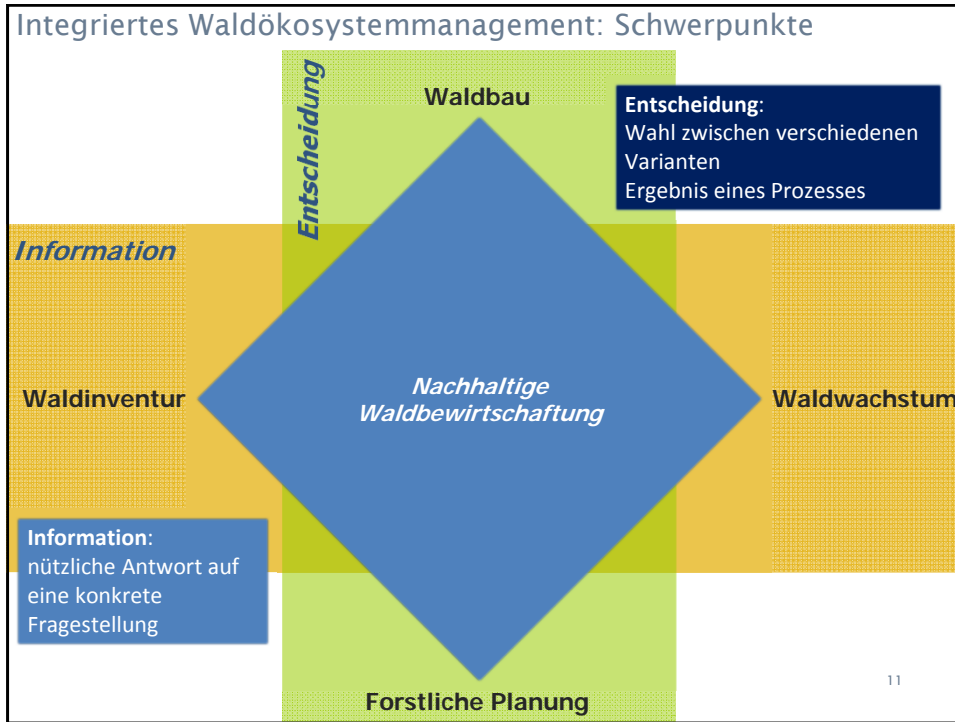 Integriertes Waldökosystemmanagement: Schwerpunkte
Entscheidung
Waldbau
Entscheidung:
Wahl zwischen verschiedenen
Varianten
Ergebnis eines Prozesses
Information
Waldinventur
Nachhaltige
Waldbewirtschaftung
Waldwachstum
Information:
nützliche Antwort auf
eine konkrete
Fragestellung
Forstliche Planung
11